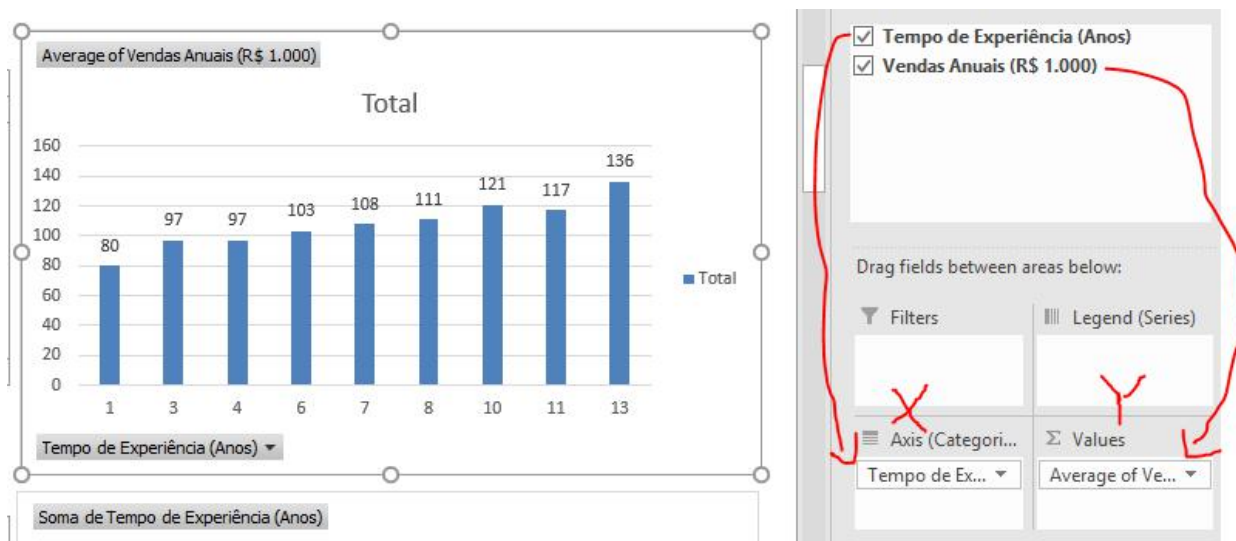 Average of Vendas Anuais (R$ 1.000)
Total
160
140
120
100
80
60
40
20
0
80
97
97
103
108
111
121
117
136
1 3 4 6 7 8 10 11 13
Total
Tempo de Experiência (Anos)
Soma de Tempo de Experiência (Anos)
Tempo de Experiência (Anos)
Vendas Anuais (R$ 1.000)
Drag fields between areas below:
Filters
Legend (Series)
X
Y
Axis (Categori...
Σ Values
Tempo de Ex...
Average of Ve...